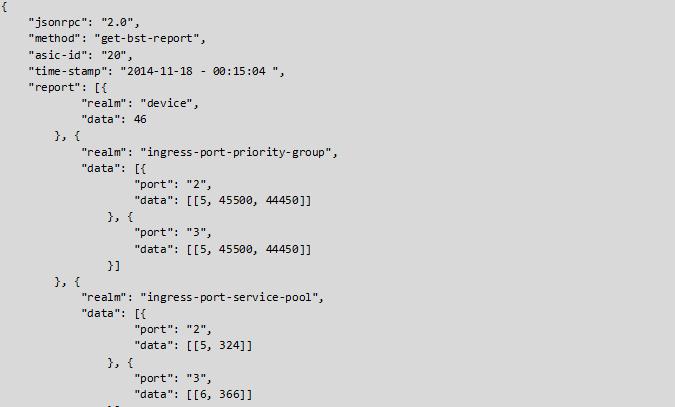 {
    "jsonrpc": "2.0",
    "method": "get-bst-report",
    "asic-id": "20",
    "time-stamp": "2014-11-18 - 00:15:04 ",
    "report": [{
            "realm": "device",
            "data": 46
        }, {
            "realm": "ingress-port-priority-group",
            "data": [{
                    "port": "2",
                    "data": [[5, 45500, 44450]]
                }, {
                    "port": "3",
                    "data": [[5, 45500, 44450]]
                }]
        }, {
            "realm": "ingress-port-service-pool",
            "data": [{
                    "port": "2",
                    "data": [[5, 324]]
                }, {
                    "port": "3",
                    "data": [[6, 366]]